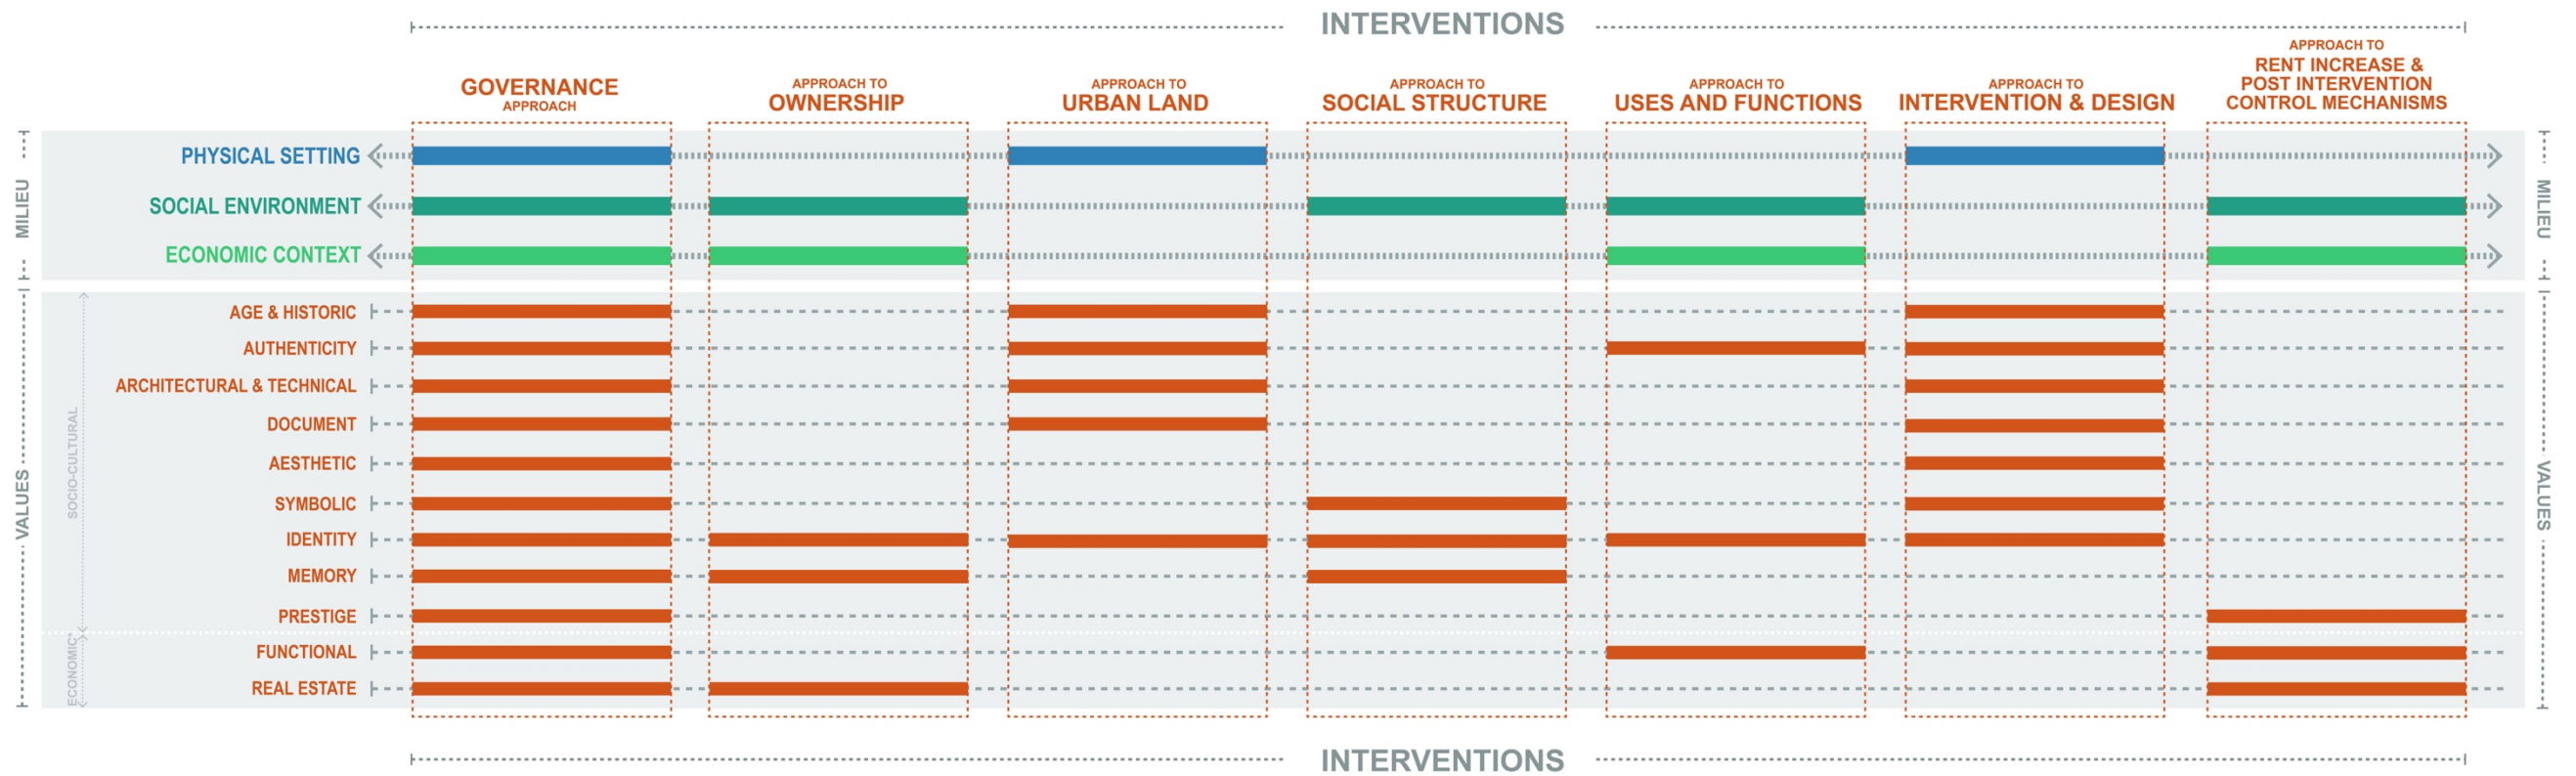 INTERVENTIONS
GOVERNANCE
APPROACH
APPROACH TO
OWNERSHIP
APPROACH TO
URBAN LAND
APPROACH TO
SOCIAL STRUCTURE
APPROACH TO
USES AND FUNCTIONS
APPROACH TO
INTERVENTION & DESIGN
APPROACH TO
RENT INCREASE &
POST INTERVENTION
CONTROL MECHANISMS
MILIEU
PHYSICAL SETTING
SOCIAL ENVIRONMENT
ECONOMIC CONTEXT
MILIEU
VALUES
SOCIO-CULTURAL
AGE & HISTORIC
AUTHENTICITY
ARCHITECTURAL & TECHNICAL
DOCUMENT
AESTHETIC
SYMBOLIC
IDENTITY
MEMORY
PRESTIGE
ECONOMIC*
FUNCTIONAL
REAL ESTATE
VALUES
INTERVENTIONS